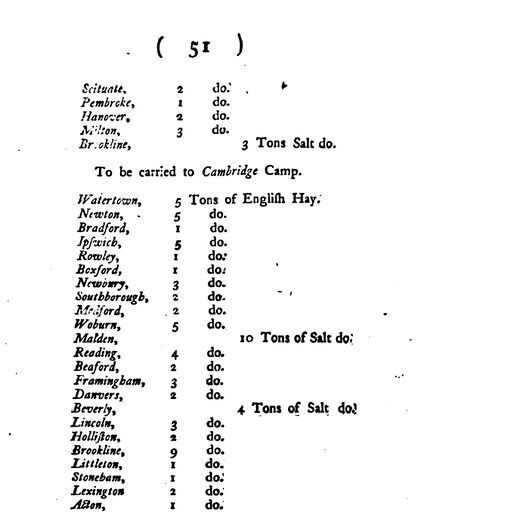 ( 51 )
Scituate, 2 do.
Pembroke, 1 do.
Hanover, 2 do.
Milton, 3 do.
Brookline, 3 Tons Salt do.
To be carried to Cambridge Camp.
Watertown, 5 Tons of Engliſh Hay.
Newton, 5 do.
Bradford, 1 do.
Ipſwich, 5 do.
Rowley, 1 do.
Boxford, 1 do.
Newbury, 3 do.
Southborough, 2 do.
Medford, 2 do.
Woburn, 5 do.
Malden, 10 Tons of Salt do.
Reading, 4 do.
Beaford, 2 do.
Framingham, 3 do.
Danvers, 2 do.
Beverly, 4 Tons of Salt do.
Lincoln, 3 do.
Holliſton, 2 do.
Brookline, 9 do.
Littleton, 1 do.
Stoneham, 1 do.
Lexington 2 do.
Acton, 1 do.